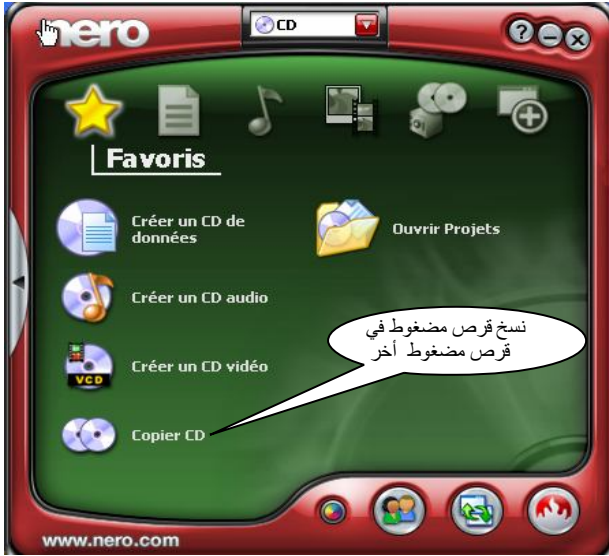 nero
CD
?
Favoris
Créer un CD de
données
Ouvrir Projets
Créer un CD audio
نسخ قرص مضغوط في
قرص مضغوط أخر
VCD
Créer un CD vidéo
Copier CD
www.nero.com